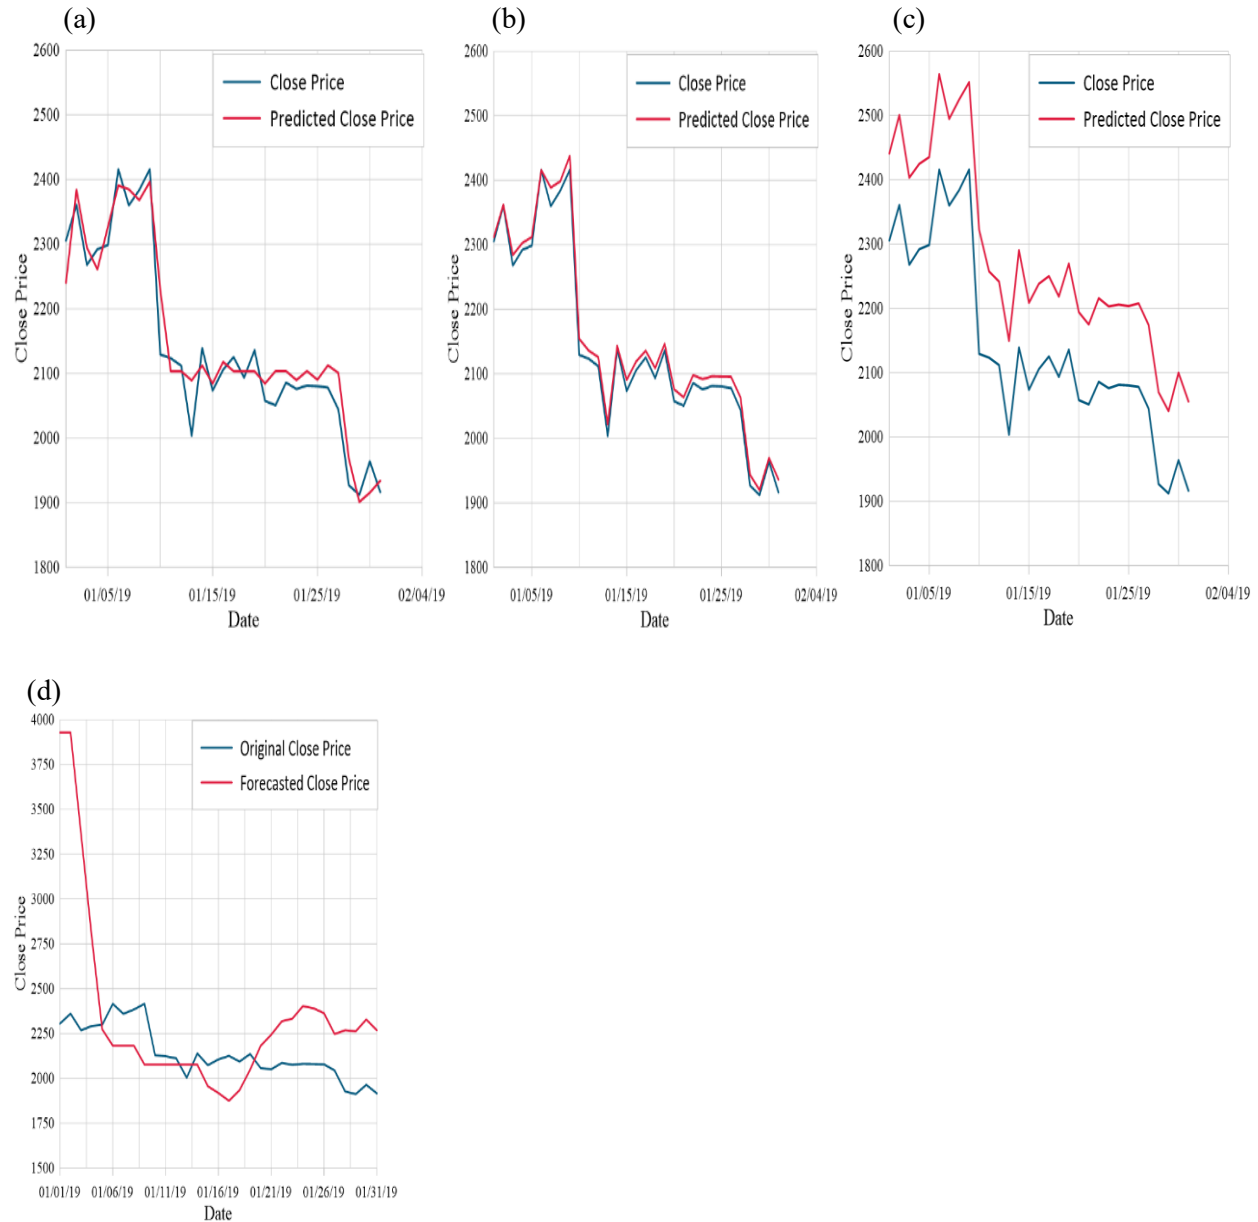 (a)
2600
2500
2400
2300
2200
2100
2000
1900
1800
Close Price
Close Price
Predicted Close Price
01/05/19 01/15/19 01/25/19 02/04/19
Date
(b)
2600
2500
2400
2300
2200
2100
2000
1900
1800
Close Price
Close Price
Predicted Close Price
01/05/19 01/15/19 01/25/19 02/04/19
Date
(c)
2600
2500
2400
2300
2200
2100
2000
1900
1800
Close Price
Close Price
Predicted Close Price
01/05/19 01/15/19 01/25/19 02/04/19
Date
(d)
4000
3750
3500
3250
3000
2750
2500
2250
2000
1750
1500
Close Price
Original Close Price
Forecasted Close Price
01/01/19 01/06/19 01/11/19 01/16/19 01/21/19 01/26/19 01/31/19
Date